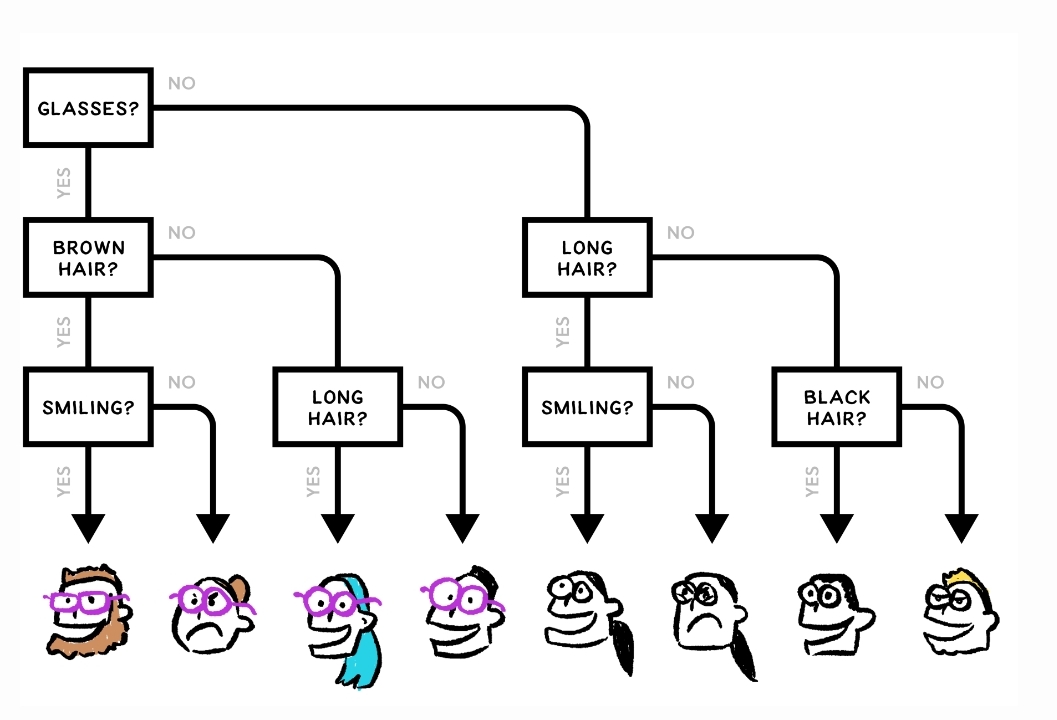 NO
GLASSES?
YES
NO
NO
BROWN
HAIR?
LONG
HAIR?
YES
YES
NO
NO
NO
NO
SMILING?
LONG
HAIR?
SMILING?
BLACK
HAIR?
YES
YES
YES
YES